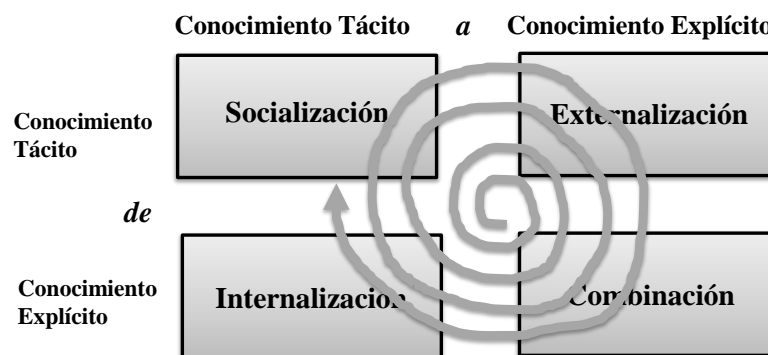 Conocimiento Tácito a Conocimiento Explícito
Socialización Externalización
Conocimiento
Tácito
de
Conocimiento
Explícito
Internalización Combinación